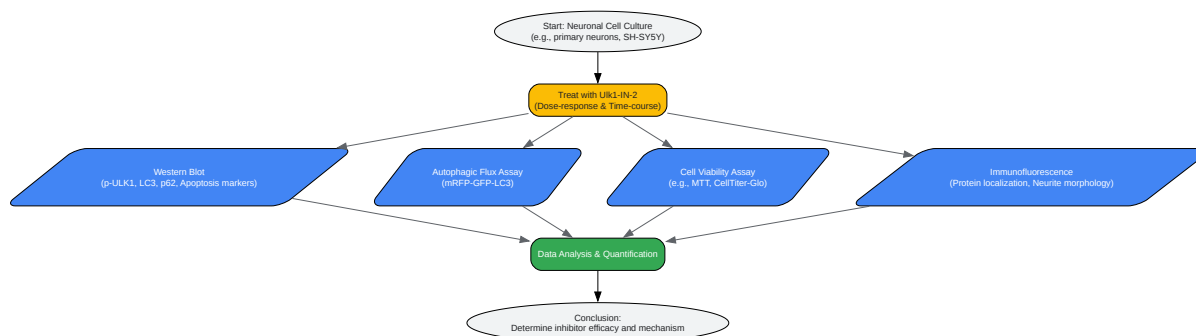 Start: Neuronal Cell Culture
(e.g., primary neurons, SH-SY5Y)
Treat with Ulk1-IN-2
(Dose-response & Time-course)
Western Blot
(p-ULK1, LC3, p62, Apoptosis markers)
Autophagic Flux Assay
(mRFP-GFP-LC3)
Cell Viability Assay
(e.g., MTT, CellTiter-Glo)
Immunofluorescence
(Protein localization, Neurite morphology)
Data Analysis & Quantification
Conclusion:
Determine inhibitor efficacy and mechanism